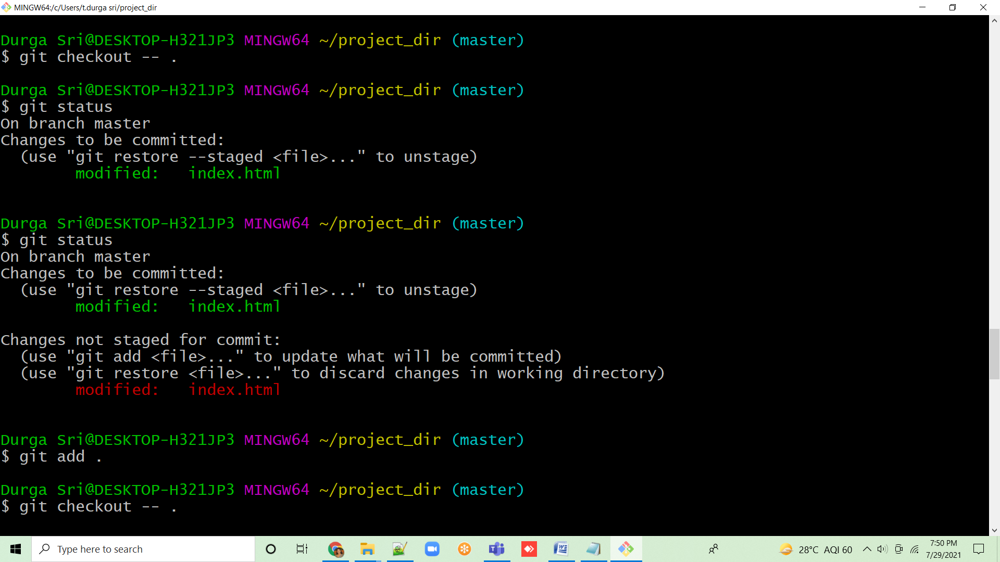 MINGW64:/c/Users/t.durga sri/project_dir
Durga Sri@DESKTOP-H321JP3 MINGW64 ~/project_dir (master)
$ git checkout -- .
Durga Sri@DESKTOP-H321JP3 MINGW64 ~/project_dir (master)
$ git status
On branch master
Changes to be committed:
  (use "git restore --staged <file>..." to unstage)
        modified:   index.html
Durga Sri@DESKTOP-H321JP3 MINGW64 ~/project_dir (master)
$ git status
On branch master
Changes to be committed:
  (use "git restore --staged <file>..." to unstage)
        modified:   index.html
Changes not staged for commit:
  (use "git add <file>..." to update what will be committed)
  (use "git restore <file>..." to discard changes in working directory)
        modified:   index.html
Durga Sri@DESKTOP-H321JP3 MINGW64 ~/project_dir (master)
$ git add .
Durga Sri@DESKTOP-H321JP3 MINGW64 ~/project_dir (master)
$ git checkout -- .
Type here to search
28°C AQI 60
7:50 PM
7/29/2021